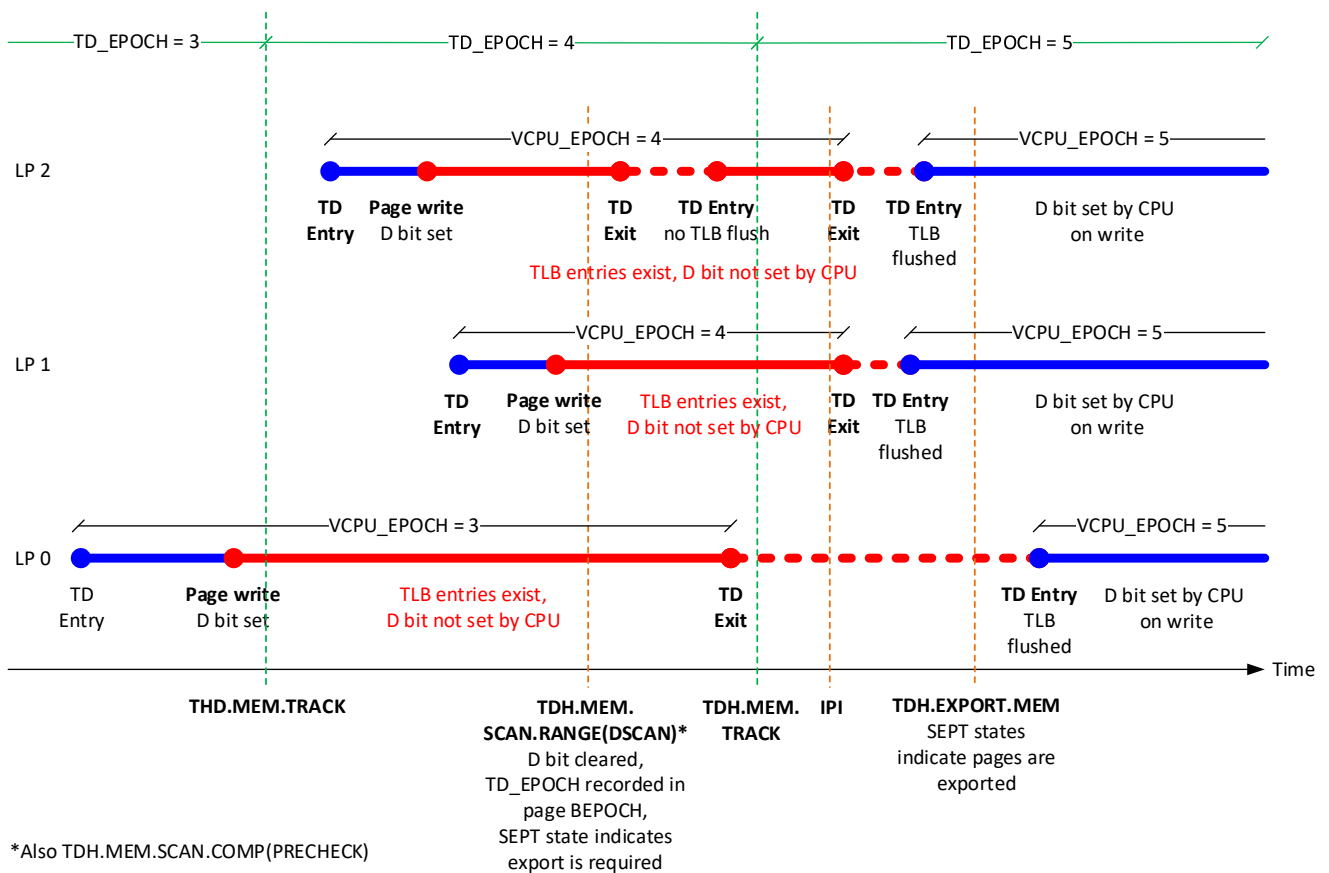 TD_EPOCH = 3
TD_EPOCH = 4
TD_EPOCH = 5
VCPU_EPOCH = 4
VCPU_EPOCH = 5
LP 2
TD
Entry
Page write
D bit set
TD
Exit
TD Entry
no TLB flush
TD
Exit
TD Entry
TLB
flushed
D bit set by CPU
on write
TLB entries exist, D bit not set by CPU
VCPU_EPOCH = 4
VCPU_EPOCH = 5
LP 1
TD
Entry
Page write
D bit set
TLB entries exist,
D bit not set by CPU
TD
Exit
TD Entry
TLB
flushed
D bit set by CPU
on write
VCPU_EPOCH = 3
VCPU_EPOCH = 5
LP 0
TD
Entry
Page write
D bit set
TLB entries exist,
D bit not set by CPU
TD
Exit
TD Entry
TLB
flushed
D bit set by CPU
on write
Time
THD.MEM.TRACK
TDH.MEM.
SCAN.RANGE(DSCAN)*
D bit cleared,
TD_EPOCH recorded in
page BEPOCH,
SEPT state indicates
export is required
TDH.MEM.
TRACK
IPI
TDH.EXPORT.MEM
SEPT states
indicate pages are
exported
*Also TDH.MEM.SCAN.COMP(PRECHECK)